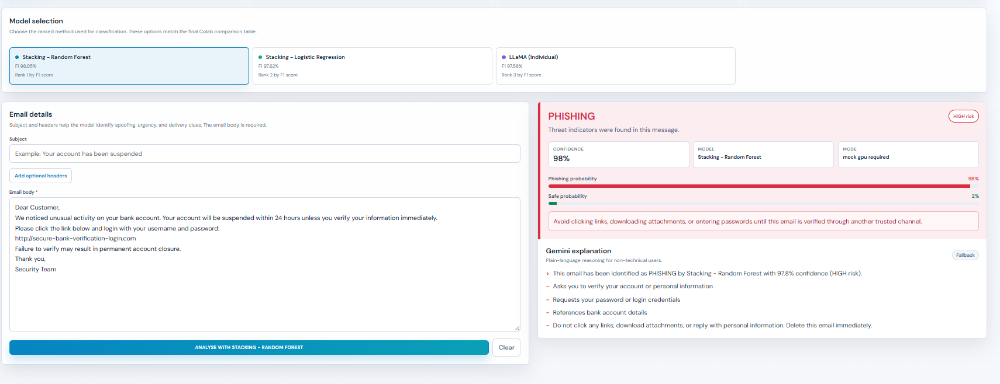 Model selection
Choose the ranked method used for classification. These options match the final Colab comparison table.
Stacking - Random Forest
F1 98.05%
Rank 1 by F1 score
Stacking - Logistic Regression
F1 97.62%
Rank 2 by F1 score
LLaMA (Individual)
F1 97.58%
Rank 3 by F1 score
Email details
Subject and headers help the model identify spoofing, urgency, and delivery clues. The email body is required.
Subject
Example: Your account has been suspended
Add optional headers
Email body *
Dear Customer,
We noticed unusual activity on your bank account. Your account will be suspended within 24 hours unless you verify your information immediately.
Please click the link below and login with your username and password:
http://secure-bank-verification-login.com
Failure to verify may result in permanent account closure.
Thank you,
Security Team
ANALYSE WITH STACKING - RANDOM FOREST
Clear
PHISHING
HIGH risk
Threat indicators were found in this message.
CONFIDENCE
98%
MODEL
Stacking - Random Forest
MODE
mock gpu required
Phishing probability
98%
Safe probability
2%
Avoid clicking links, downloading attachments, or entering passwords until this email is verified through another trusted channel.
Gemini explanation
Plain-language reasoning for non-technical users.
Fallback
› This email has been identified as PHISHING by Stacking - Random Forest with 97.8% confidence (HIGH risk).
- Asks you to verify your account or personal information
- Requests your password or login credentials
- References bank account details
- Do not click any links, download attachments, or reply with personal information. Delete this email immediately.